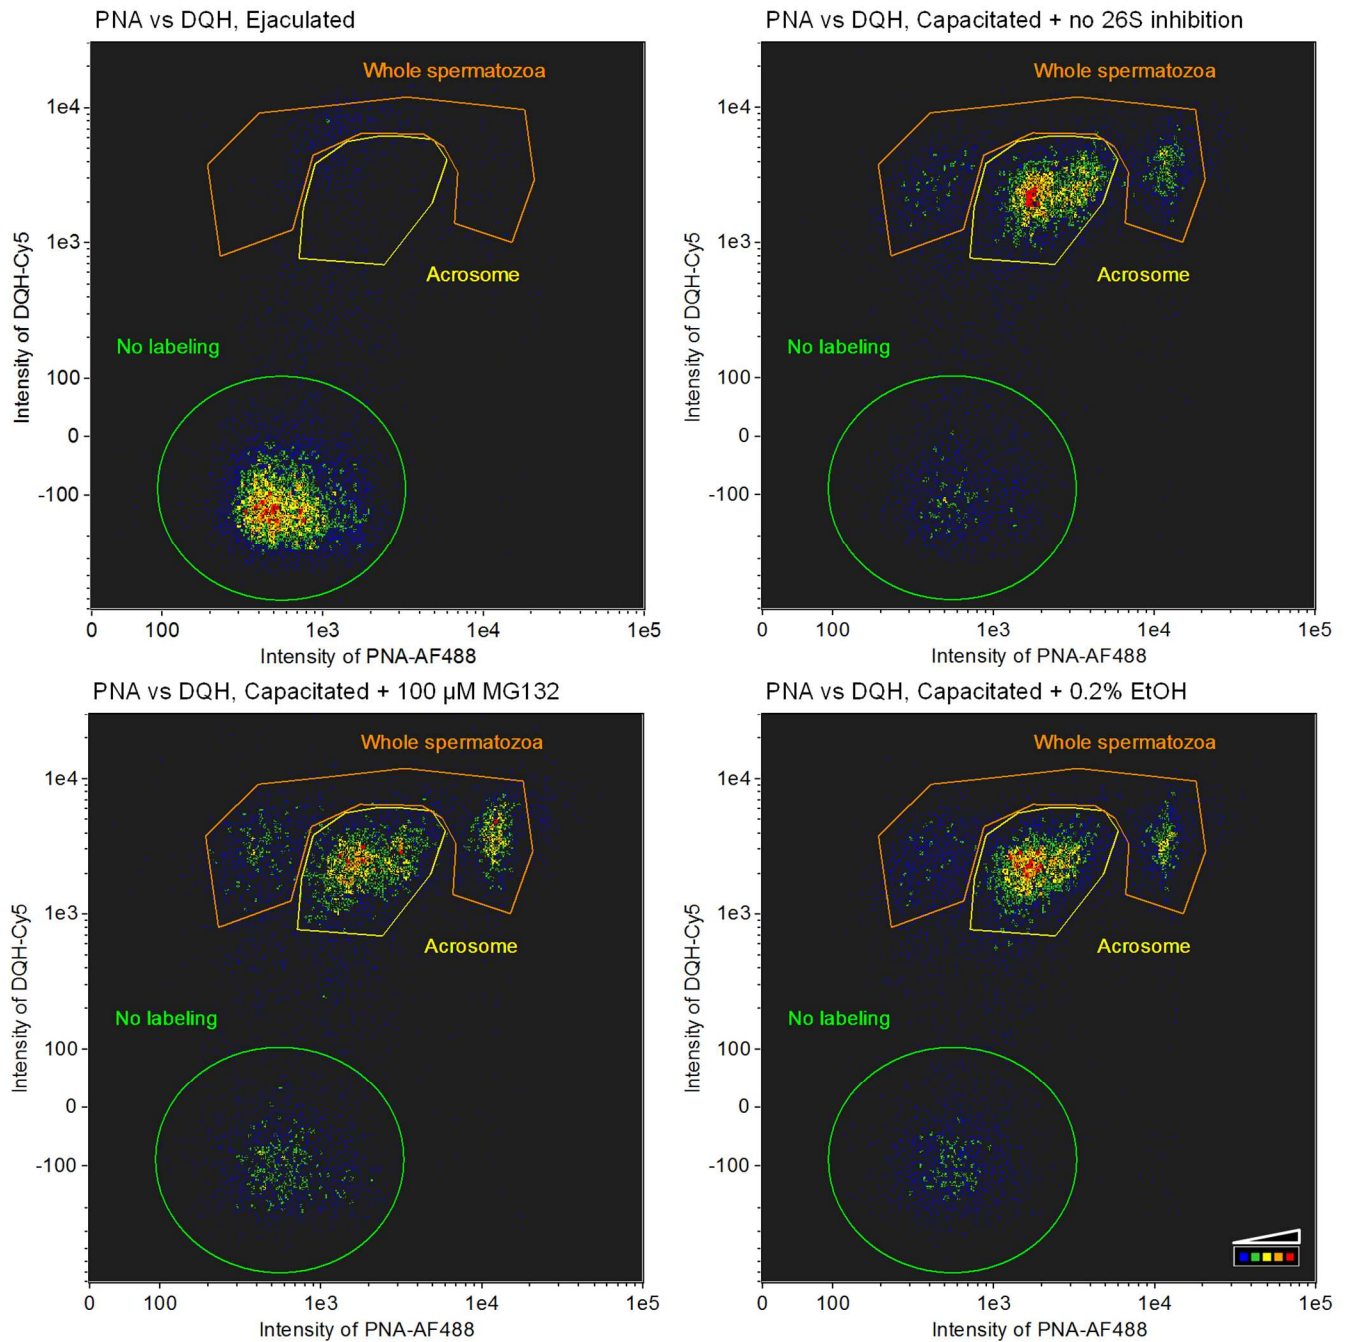 PNA vs DQH, Ejaculated
Whole spermatozoa
Acrosome
No labeling
1e4
1e3
100
0
-100
Intensity of DQH-Cy5
0 100 1e3 1e4 1e5
Intensity of PNA-AF488
PNA vs DQH, Capacitated + no 26S inhibition
Whole spermatozoa
Acrosome
No labeling
1e4
1e3
100
0
-100
Intensity of DQH-Cy5
0 100 1e3 1e4 1e5
Intensity of PNA-AF488
PNA vs DQH, Capacitated + 100 µM MG132
Whole spermatozoa
Acrosome
No labeling
1e4
1e3
100
0
-100
Intensity of DQH-Cy5
0 100 1e3 1e4 1e5
Intensity of PNA-AF488
PNA vs DQH, Capacitated + 0.2% EtOH
Whole spermatozoa
Acrosome
No labeling
1e4
1e3
100
0
-100
Intensity of DQH-Cy5
0 100 1e3 1e4 1e5
Intensity of PNA-AF488